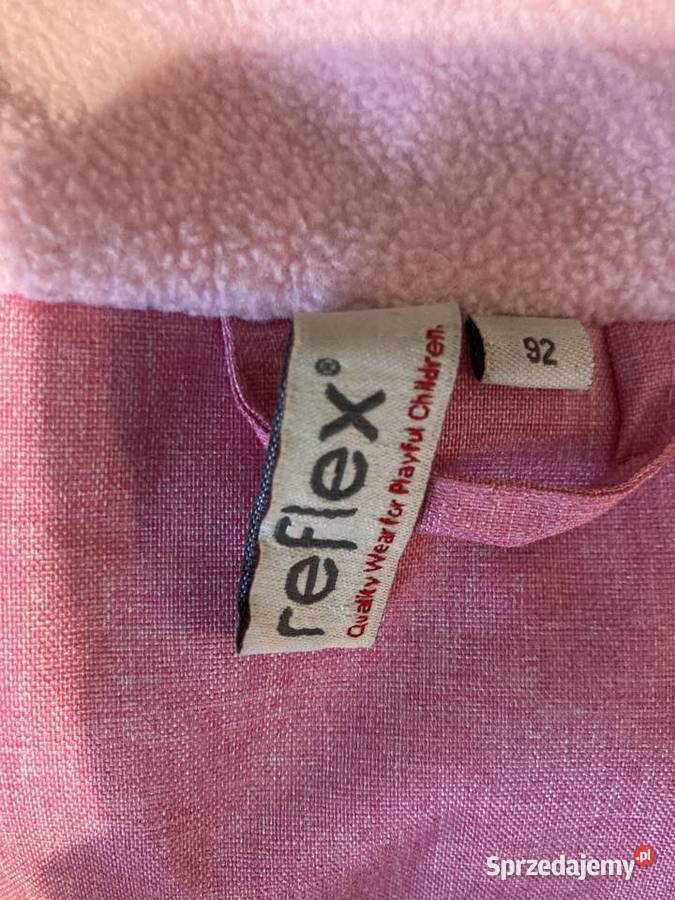 reflex®
Quality Wear for Playful Children.
92
Sprzedajemy.pl